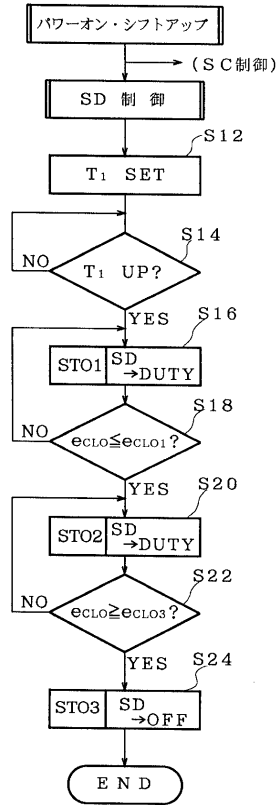 パワーオン・シフトアップ
(SC制御)
SD 制 御
S12
T1 SET
S14
T1 UP?
NO
YES
S16
STO1 SD
→DUTY
S18
eCLO≦eCLO1?
NO
YES
S20
STO2 SD
→DUTY
S22
eCLO≧eCLO3?
NO
YES
S24
STO3 SD
→OFF
END